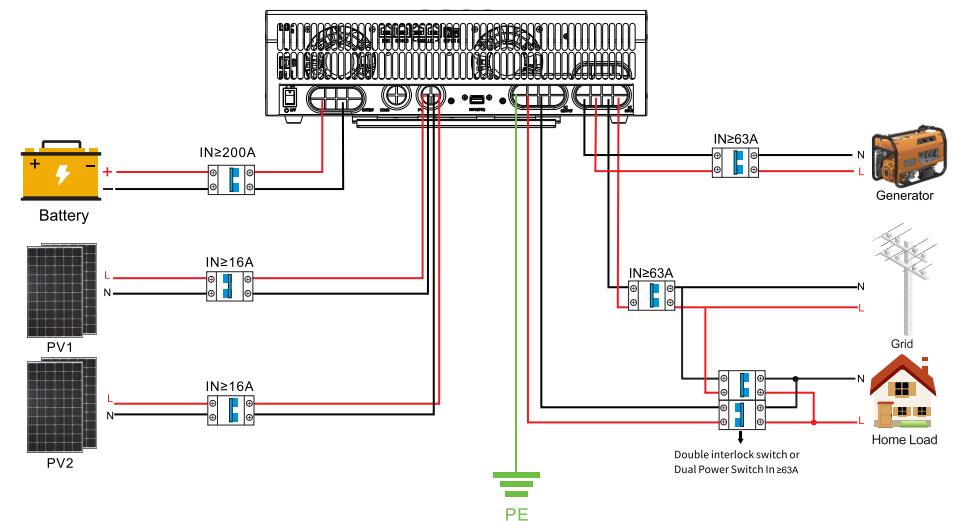 OFF
IN≥200A
+
−
+
−
Battery
IN≥16A
L
N
PV1
IN≥16A
L
N
PV2
PE
IN≥63A
N
L
Generator
IN≥63A
N
L
Grid
N
L
Home Load
Double interlock switch or
Dual Power Switch In ≥63A